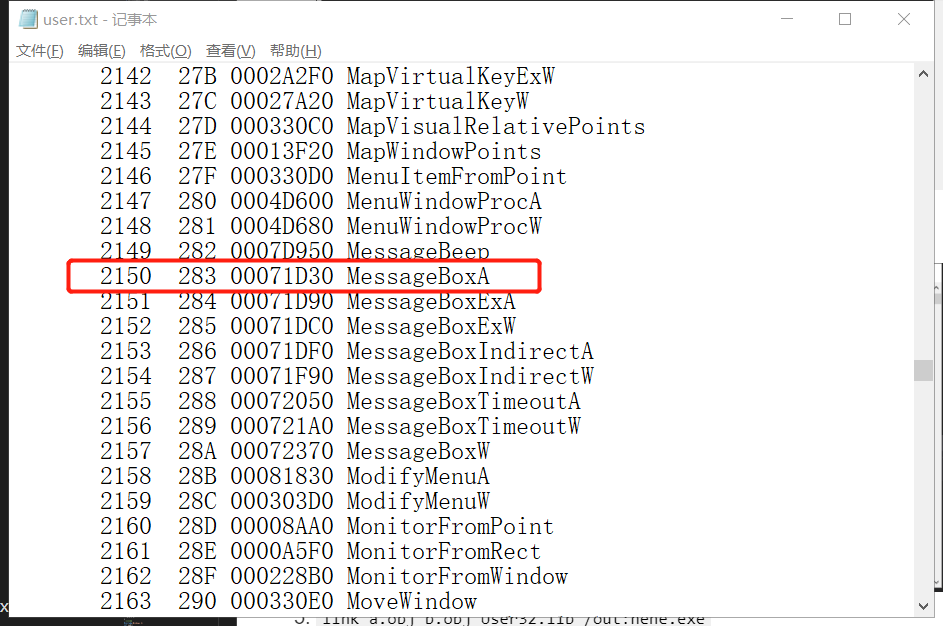 user.txt - 记事本
文件(F) 编辑(E) 格式(O) 查看(V) 帮助(H)
2142 27B 0002A2F0 MapVirtualKeyExW
2143 27C 00027A20 MapVirtualKeyW
2144 27D 000330C0 MapVisualRelativePoints
2145 27E 00013F20 MapWindowPoints
2146 27F 000330D0 MenuItemFromPoint
2147 280 0004D600 MenuWindowProcA
2148 281 0004D680 MenuWindowProcW
2149 282 0007D950 MessageBeep
2150 283 00071D30 MessageBoxA
2151 284 00071D90 MessageBoxExA
2152 285 00071DC0 MessageBoxExW
2153 286 00071DF0 MessageBoxIndirectA
2154 287 00071F90 MessageBoxIndirectW
2155 288 00072050 MessageBoxTimeoutA
2156 289 000721A0 MessageBoxTimeoutW
2157 28A 00072370 MessageBoxW
2158 28B 00081830 ModifyMenuA
2159 28C 000303D0 ModifyMenuW
2160 28D 00008AA0 MonitorFromPoint
2161 28E 0000A5F0 MonitorFromRect
2162 28F 000228B0 MonitorFromWindow
2163 290 000330E0 MoveWindow
x
link a.obj b.obj User32.lib /out:hehe.exe